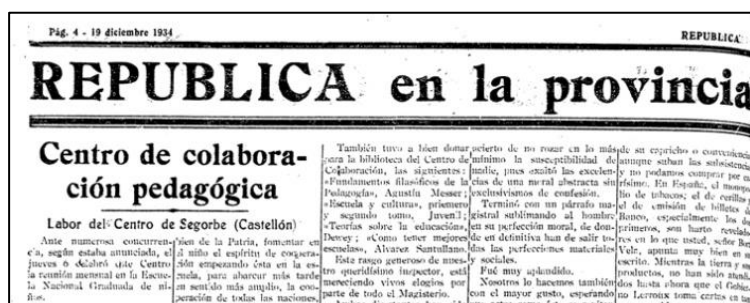 Pág. 4 - 19 diciembre 1934
REPUBLICA
REPUBLICA en la provincia
Centro de colabora-
ción pedagógica
Labor del Centro de Segorbe (Castellón)
Ante numerosa concurren-
cia, según estaba anunciada, el
jueves 6 celebró este Centro
la reunión mensual en la Escue-
la Nacional Graduada de ni-
bien de la Patria, fomentar en
el niño el espíritu de coopera-
ción empezando ésta en la es-
cuela, para abarcar más tarde
en sentido más amplio, la coo-
peración de todas las naciones
También tuvo a bien donar
para la biblioteca del Centro de
Colaboración, las siguientes:
«Fundamentos filosóficos de la
Pedagogía», Agustín Messer;
«Escuela y cultura», primero
y segundo tomo, Juvenil;
«Teorías sobre la educación»,
Dewey; «Como tener mejores
escuelas», Alvarez Santullano.
Este rasgo generoso de nues-
tro queridísimo inspector, está
mereciendo vivos elogios por
parte de todo el Magisterio.
acierto de no rozar en lo más
mínimo la susceptibilidad de
nadie, pues exaltó las excelen-
cias de una moral abstracta sin
exclusivismos de confesión.
Terminó con un párrafo ma-
gistral sublimando al hombre
en su perfección moral, de don-
de en definitiva han de salir to-
das las perfecciones materiales
y sociales.
Fué muy aplaudido.
Nosotros lo hacemos también
con el mayor gusto, esperando
de su capricho o conveniencia
aunque suban las subsistencias
y no podamos comprar por ca-
rísimo. En España, el monopo-
lio de tabacos; el de cerillas y
el de emisión de billetes
Banco, especialmente los dos
primeros, son harto revelado-
res en lo que usted, señor
Vele, apunta muy bien en su
escrito. Mientras la tierra y sus
productos, no han sido
dos hasta ahora que el Gobierno
Lerroux toma cartas en